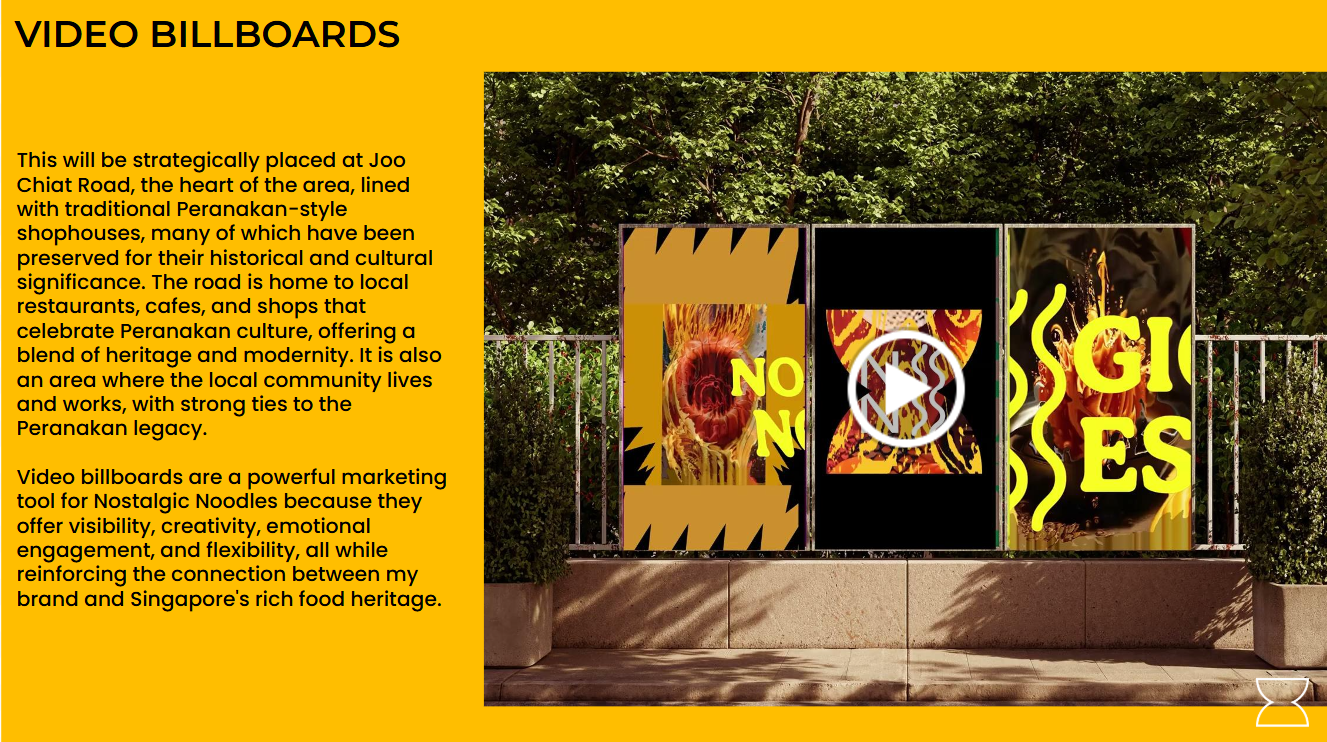 VIDEO BILLBOARDS
This will be strategically placed at Joo
Chiat Road, the heart of the area, lined
with traditional Peranakan-style
shophouses, many of which have been
preserved for their historical and cultural
significance. The road is home to local
restaurants, cafes, and shops that
celebrate Peranakan culture, offering a
blend of heritage and modernity. It is also
an area where the local community lives
and works, with strong ties to the
Peranakan legacy.
Video billboards are a powerful marketing
tool for Nostalgic Noodles because they
offer visibility, creativity, emotional
engagement, and flexibility, all while
reinforcing the connection between my
brand and Singapore's rich food heritage.
NO
NO
N
N
GIC
ES